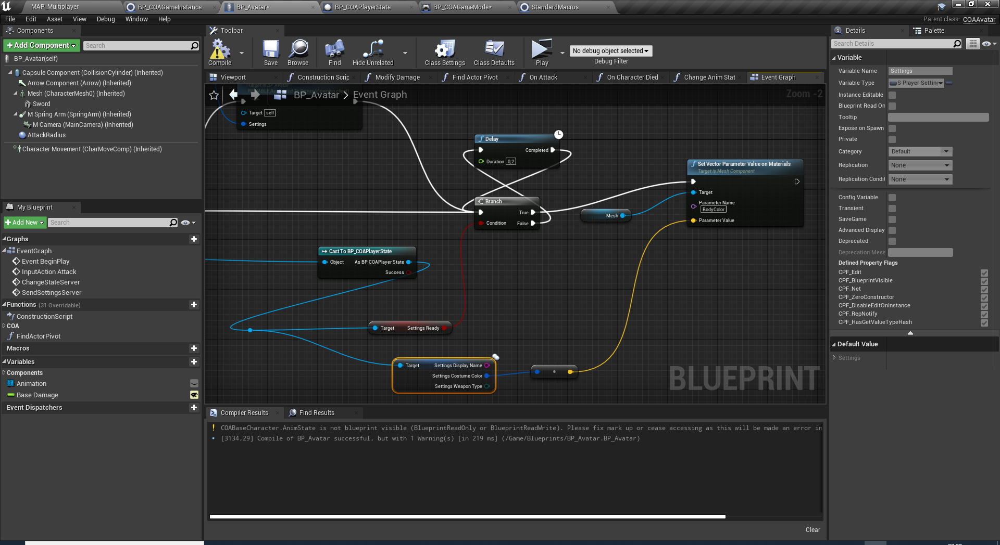 MAP_Multiplayer
BP_COAGameInstance
BP_Avatar*
BP_COAPlayerState
BP_COAGameMode*
StandardMacros
File Edit Asset View Debug Window Help
Parent class: COAAvatar
Components
Toolbar
Details
Palette
+Add Component
Search
Compile
Save
Browse
Find
Hide Unrelated
Class Settings
Class Defaults
Play
No debug object selected
Debug Filter
Search Details
BP_Avatar(self)
Capsule Component (CollisionCylinder) (Inherited)
Arrow Component (Arrow) (Inherited)
Mesh (CharacterMesh0) (Inherited)
Sword
M Spring Arm (SpringArm) (Inherited)
M Camera (MainCamera) (Inherited)
AttackRadius
Character Movement (CharMoveComp) (Inherited)
Viewport
Construction Scrip
Modify Damage
Find Actor Pivot
On Attack
On Character Died
Change Anim Stat
Event Graph
BP_Avatar > Event Graph
Zoom -2
Target is BP Avatar
Target self
Settings
Delay
Completed
Duration 0,2
Branch
True
Condition
False
Mesh
Set Vector Parameter Value on Materials
Target is Mesh Component
Target
Parameter Name
BodyColor
Parameter Value
Cast To BP_COAPlayerState
Object
As BP COAPlayer State
Success
Target
Settings Ready
Target
Settings Display Name
Settings Costume Color
Settings Weapon Type
BLUEPRINT
My Blueprint
+Add New
Search
Graphs
EventGraph
Event BeginPlay
InputAction Attack
ChangeStateServer
SendSettingsServer
Functions (31 Overridable)
ConstructionScript
COA
FindActorPivot
Macros
Variables
Components
Animation
Base Damage
Event Dispatchers
Variable
Variable Name Settings
Variable Type S Player Setting
Instance Editable
Blueprint Read On
Tooltip
Expose on Spawn
Private
Category Default
Replication None
Replication Condit None
Config Variable
Transient
SaveGame
Advanced Display
Deprecated
Deprecation Mess
Defined Property Flags
CPF_Edit
CPF_BlueprintVisible
CPF_Net
CPF_ZeroConstructor
CPF_DisableEditOnInstance
CPF_RepNotify
CPF_HasGetValueTypeHash
Default Value
Settings
Compiler Results
Find Results
COABaseCharacter.AnimState is not blueprint visible (BlueprintReadOnly or BlueprintReadWrite). Please fix mark up or cease accessing as this will be made an error in
[3134,29] Compile of BP_Avatar successful, but with 1 Warning(s) [in 219 ms] (/Game/Blueprints/BP_Avatar.BP_Avatar)
Clear